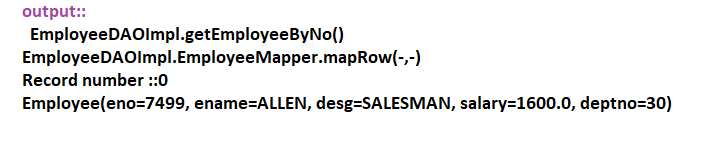 output::
EmployeeDAOImpl.getEmployeeByNo()
EmployeeDAOImpl.EmployeeMapper.mapRow(-,-)
Record number ::0
Employee(eno=7499, ename=ALLEN, desg=SALESMAN, salary=1600.0, deptno=30)